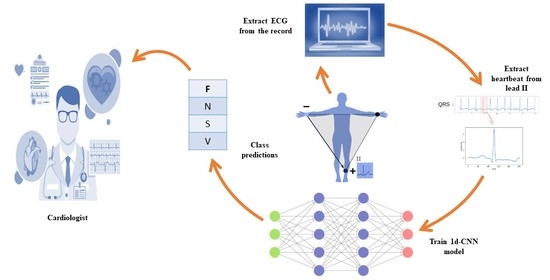 Extract ECG
from the record
Extract
heartbeat from
lead II
QRS
F
N
S
V
Class
predictions
II
Cardiologist
Train 1d-CNN
model